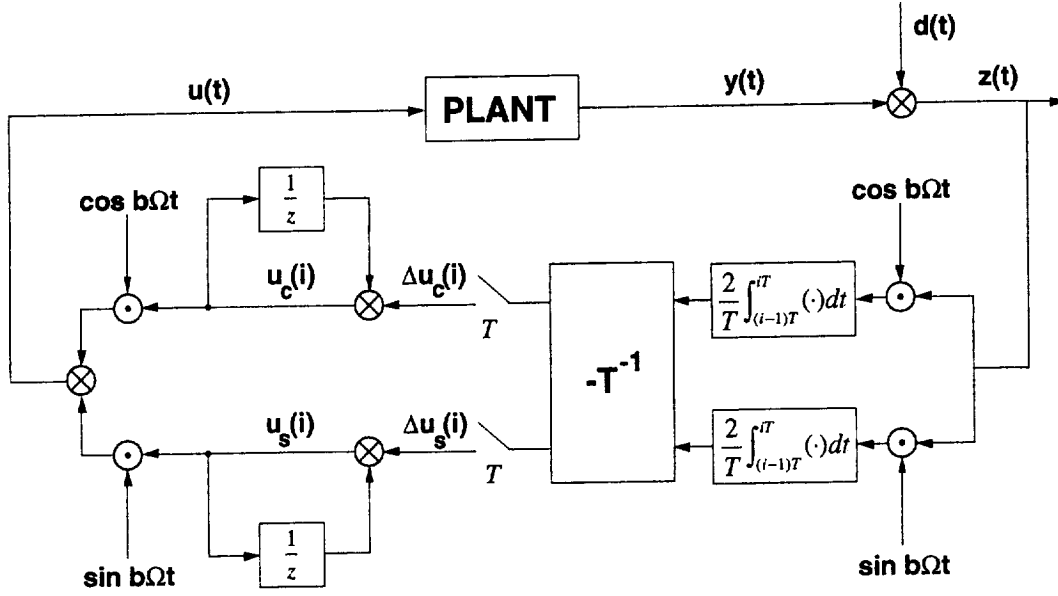 d(t)
u(t)
y(t)
z(t)
PLANT
cos bΩt
1/z
cos bΩt
u_c(i)
Δu_c(i)
T
2/T ∫_{(i−1)T}^{iT} (·)dt
-T^{-1}
u_s(i)
Δu_s(i)
T
2/T ∫_{(i−1)T}^{iT} (·)dt
1/z
sin bΩt
sin bΩt